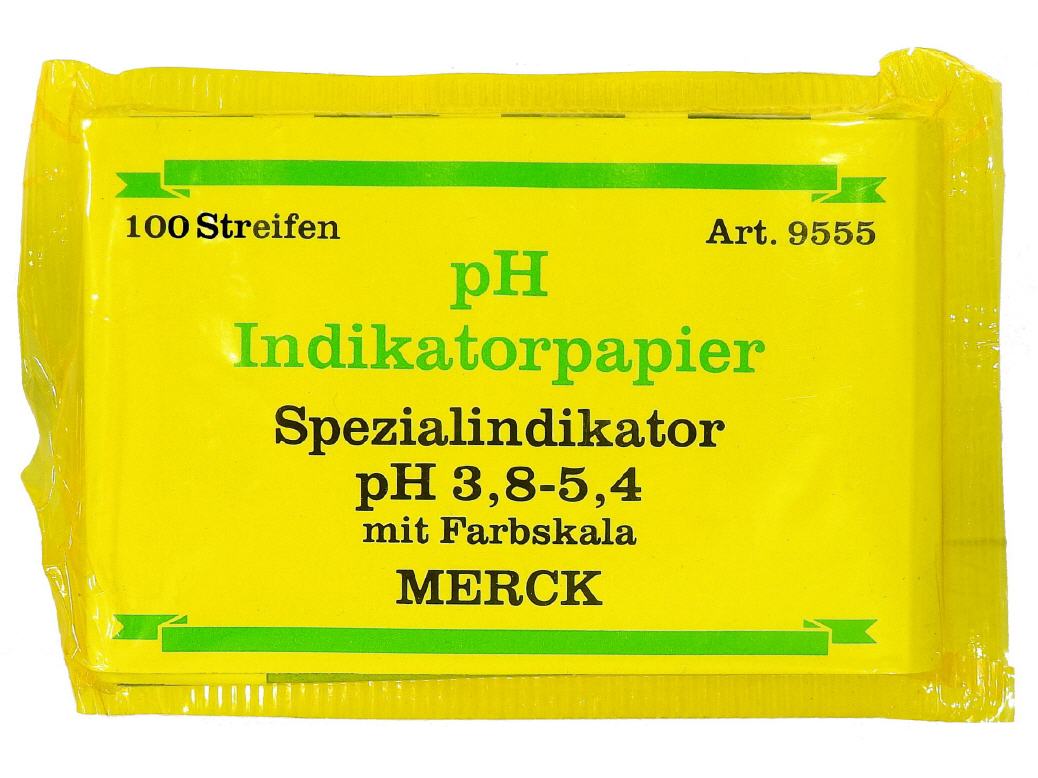 100 Streifen Art. 9555
pH
Indikatorpapier
Spezialindikator
pH 3,8-5,4
mit Farbskala
MERCK